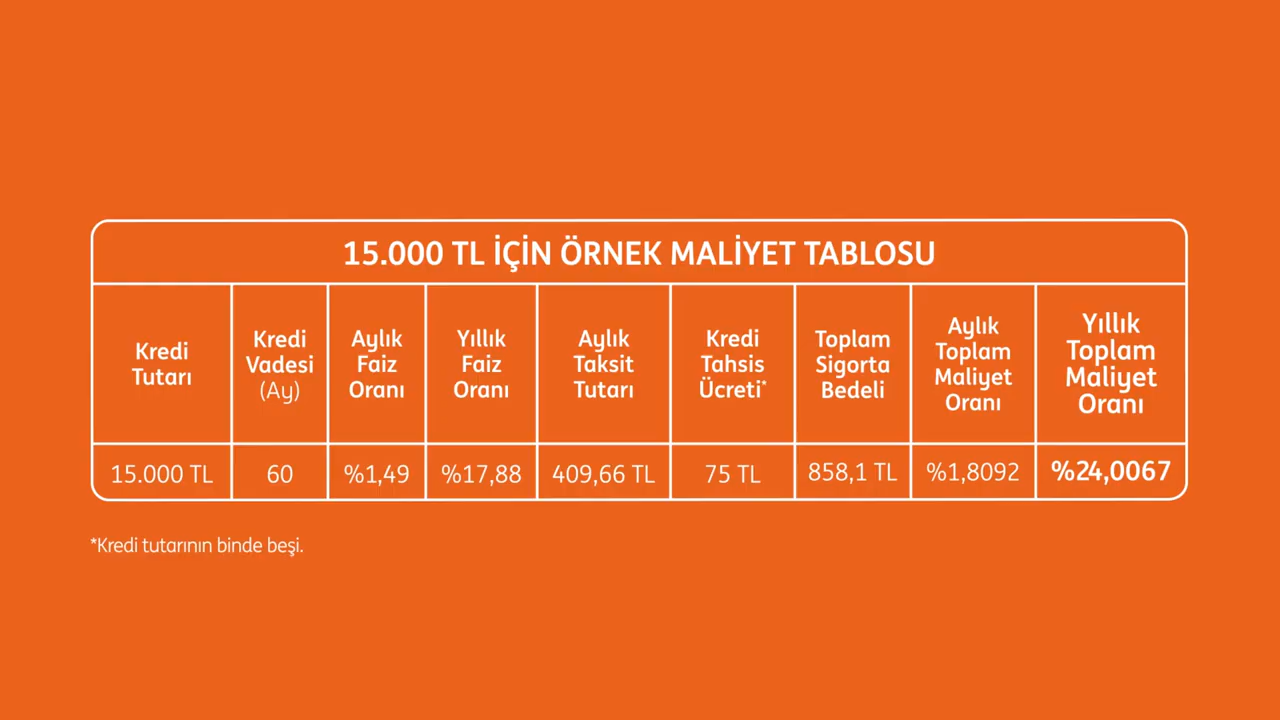 15.000 TL İÇİN ÖRNEK MALİYET TABLOSU
Kredi
Tutarı
Kredi
Vadesi
(Ay)
Aylık
Faiz
Oranı
Yıllık
Faiz
Oranı
Aylık
Taksit
Tutarı
Kredi
Tahsis
Ücreti*
Toplam
Sigorta
Bedeli
Aylık
Toplam
Maliyet
Oranı
Yıllık
Toplam
Maliyet
Oranı
15.000 TL 60 %1,49 %17,88 409,66 TL 75 TL 858,1 TL %1,8092 %24,0067
*Kredi tutarının binde beşi.